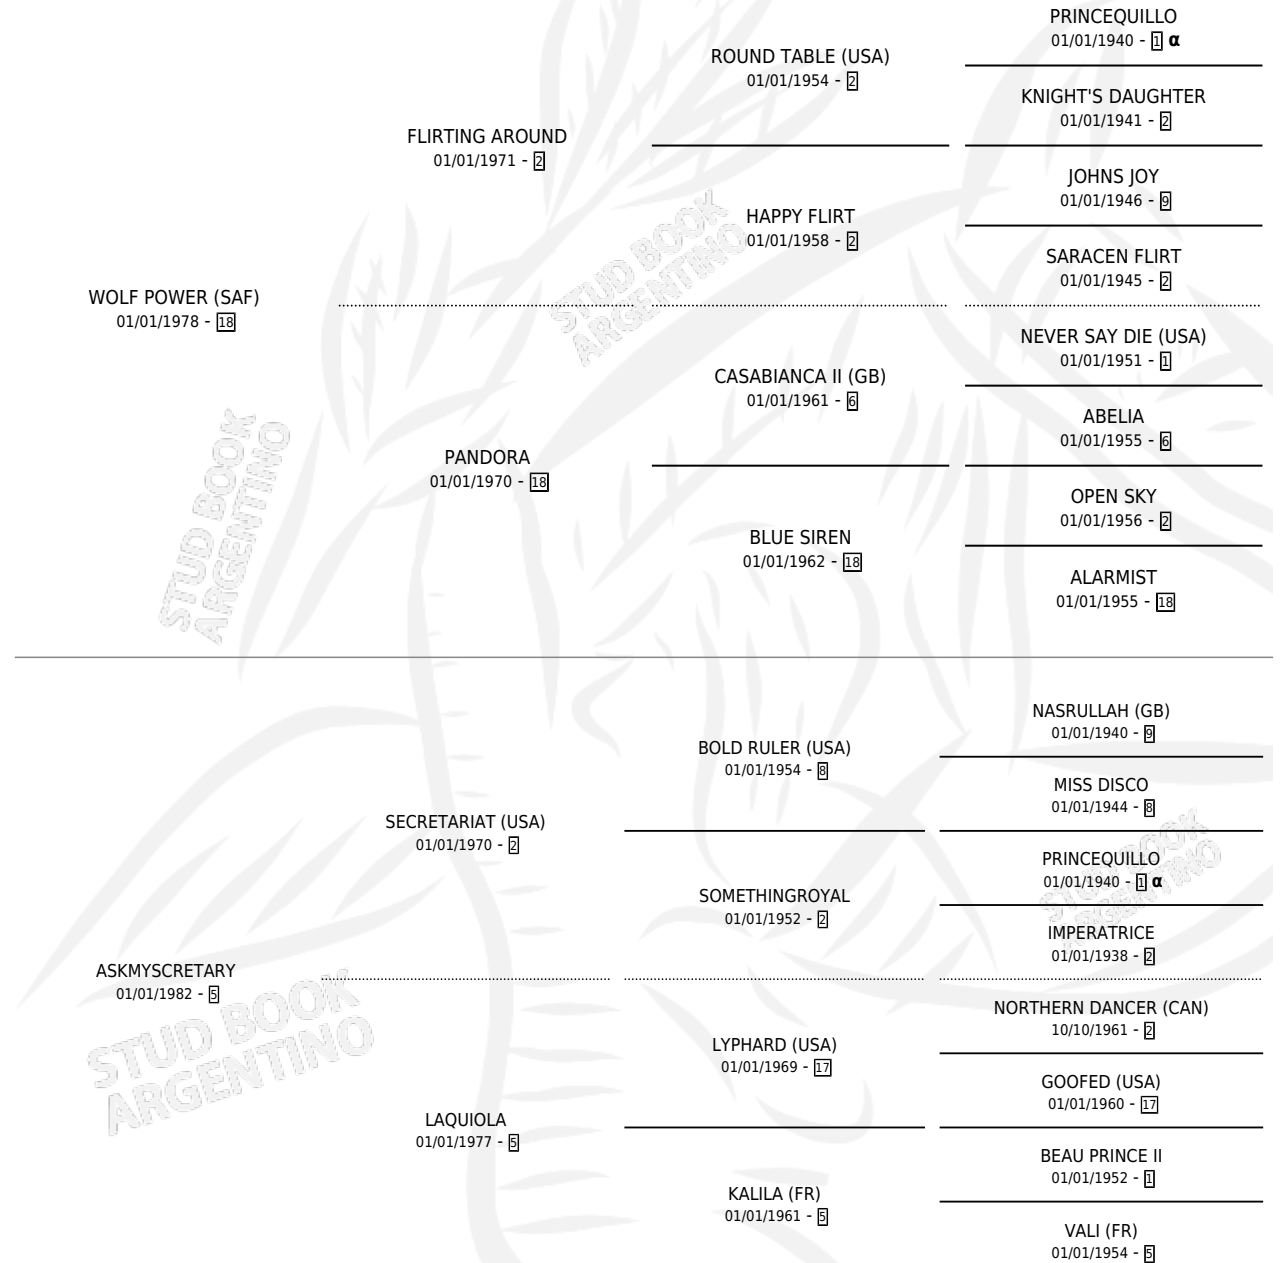 PRINCEQUILLO
01/01/1940 - 1 α
ROUND TABLE (USA)
01/01/1954 - 2
KNIGHT'S DAUGHTER
01/01/1941 - 2
FLIRTING AROUND
01/01/1971 - 2
JOHNS JOY
01/01/1946 - 9
HAPPY FLIRT
01/01/1958 - 2
SARACEN FLIRT
01/01/1945 - 2
WOLF POWER (SAF)
01/01/1978 - 18
NEVER SAY DIE (USA)
01/01/1951 - 1
CASABIANCA II (GB)
01/01/1961 - 6
ABELIA
01/01/1955 - 6
PANDORA
01/01/1970 - 18
OPEN SKY
01/01/1956 - 2
BLUE SIREN
01/01/1962 - 18
ALARMIST
01/01/1955 - 18
NASRULLAH (GB)
01/01/1940 - 9
BOLD RULER (USA)
01/01/1954 - 8
MISS DISCO
01/01/1944 - 8
SECRETARIAT (USA)
01/01/1970 - 2
PRINCEQUILLO
01/01/1940 - 1 α
SOMETHINGROYAL
01/01/1952 - 2
IMPERATRICE
01/01/1938 - 2
ASKMYSCRETARY
01/01/1982 - 5
NORTHERN DANCER (CAN)
10/10/1961 - 2
LYPHARD (USA)
01/01/1969 - 17
GOOFED (USA)
01/01/1960 - 17
LAQUIOLA
01/01/1977 - 5
BEAU PRINCE II
01/01/1952 - 1
KALILA (FR)
01/01/1961 - 5
VALI (FR)
01/01/1954 - 5
STUD BOOK
ARGENTINO
STUD BOOK
ARGENTINO
STUD BOOK
ARGENTINO
STUD BOOK
ARGENTINO